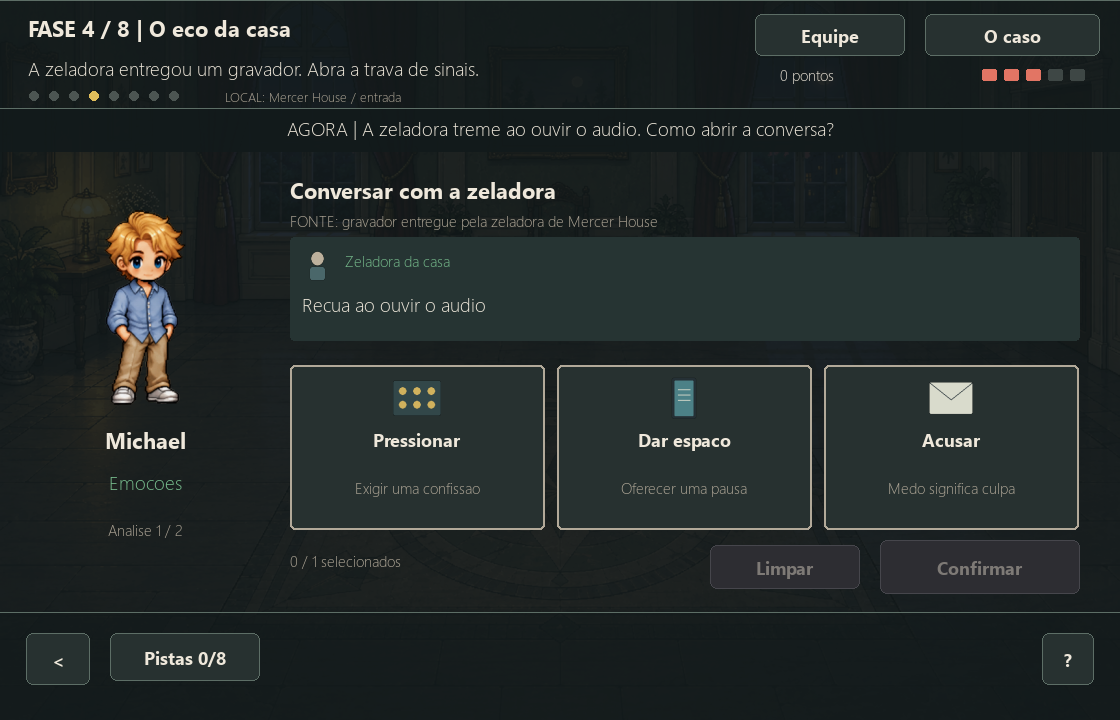 FASE 4 / 8 | O eco da casa
Equipe
O caso
A zeladora entregou um gravador. Abra a trava de sinais.
0 pontos
LOCAL: Mercer House / entrada
AGORA | A zeladora treme ao ouvir o audio. Como abrir a conversa?
Conversar com a zeladora
FONTE: gravador entregue pela zeladora de Mercer House
Zeladora da casa
Recua ao ouvir o audio
Pressionar
Dar espaco
Acusar
Exigir uma confissao
Oferecer uma pausa
Medo significa culpa
Michael
Emocoes
Analise 1 / 2
0 / 1 selecionados
Limpar
Confirmar
<
Pistas 0/8
?